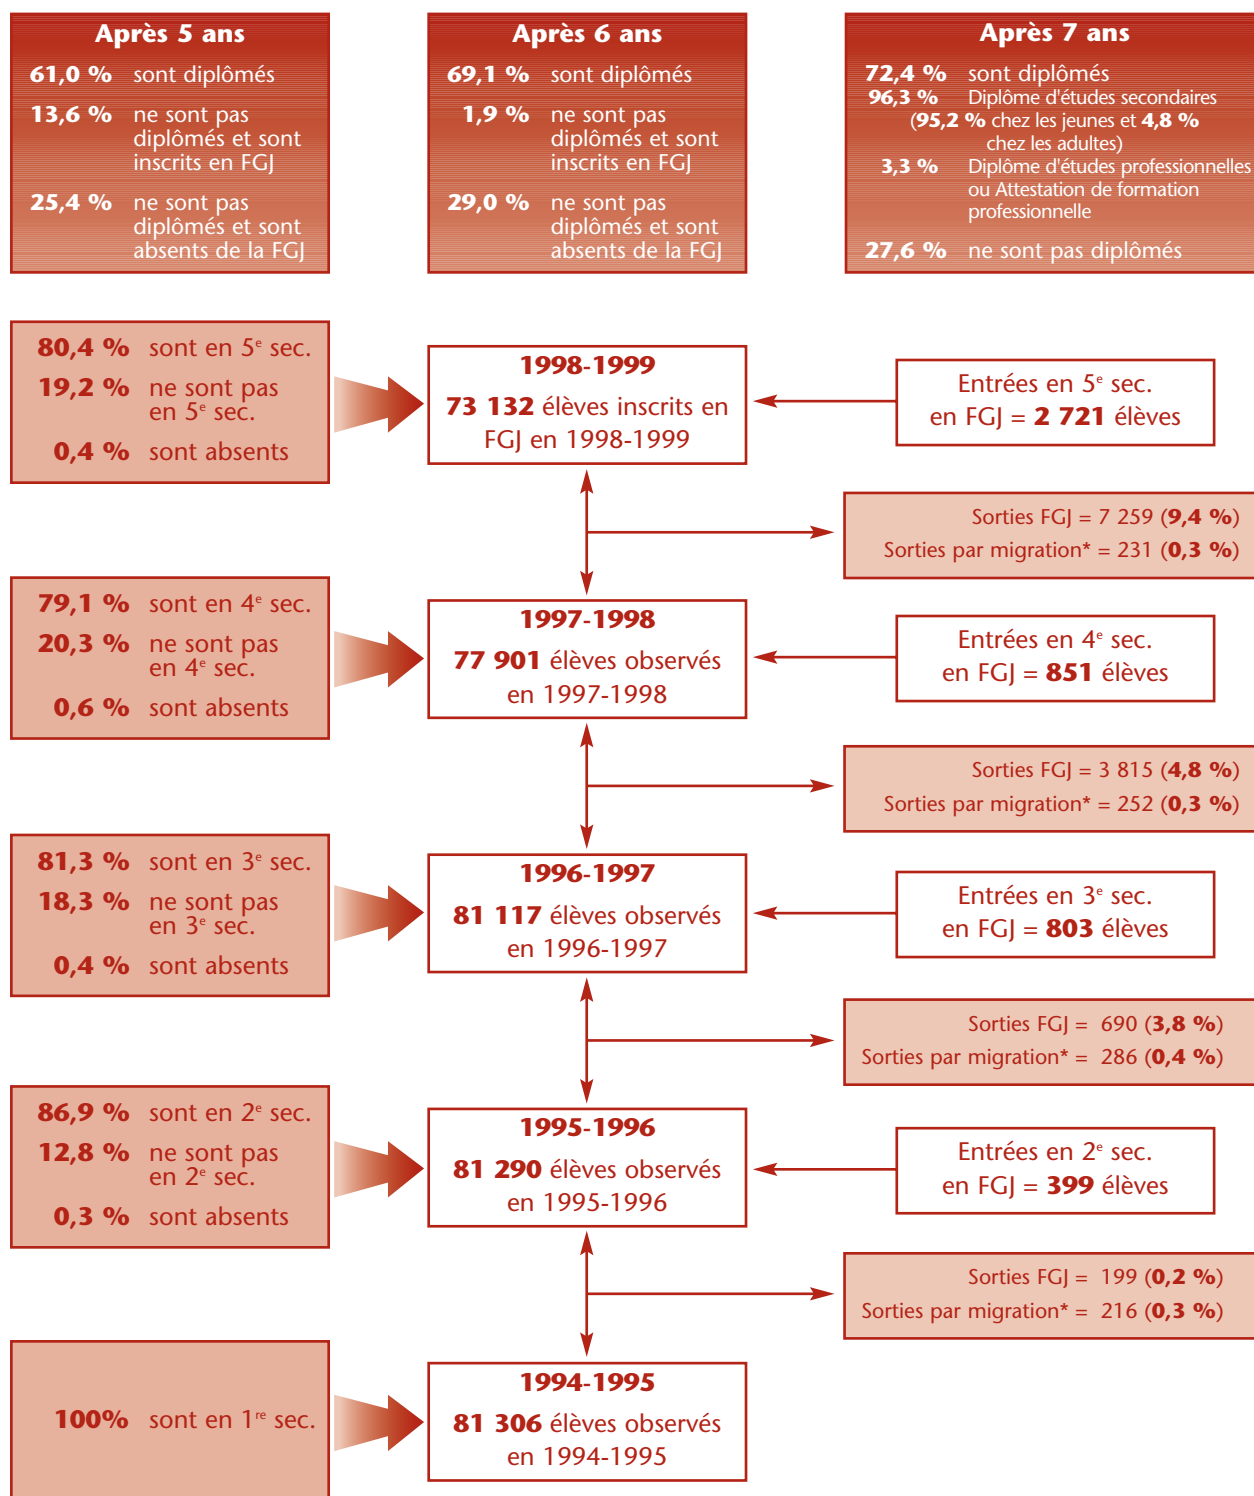 Après 5 ans
61,0 % sont diplômés
13,6 % ne sont pas
diplômés et sont
inscrits en FGJ
25,4 % ne sont pas
diplômés et sont
absents de la FGJ
Après 6 ans
69,1 % sont diplômés
1,9 % ne sont pas
diplômés et sont
inscrits en FGJ
29,0 % ne sont pas
diplômés et sont
absents de la FGJ
Après 7 ans
72,4 % sont diplômés
96,3 % Diplôme d'études secondaires
(95,2 % chez les jeunes et 4,8 %
chez les adultes)
3,3 % Diplôme d'études professionnelles
ou Attestation de formation
professionnelle
27,6 % ne sont pas diplômés
80,4 % sont en 5e sec.
19,2 % ne sont pas
en 5e sec.
0,4 % sont absents
1998-1999
73 132 élèves inscrits en
FGJ en 1998-1999
Entrées en 5e sec.
en FGJ = 2 721 élèves
Sorties FGJ = 7 259 (9,4 %)
Sorties par migration* = 231 (0,3 %)
79,1 % sont en 4e sec.
20,3 % ne sont pas
en 4e sec.
0,6 % sont absents
1997-1998
77 901 élèves observés
en 1997-1998
Entrées en 4e sec.
en FGJ = 851 élèves
Sorties FGJ = 3 815 (4,8 %)
Sorties par migration* = 252 (0,3 %)
81,3 % sont en 3e sec.
18,3 % ne sont pas
en 3e sec.
0,4 % sont absents
1996-1997
81 117 élèves observés
en 1996-1997
Entrées en 3e sec.
en FGJ = 803 élèves
Sorties FGJ = 690 (3,8 %)
Sorties par migration* = 286 (0,4 %)
86,9 % sont en 2e sec.
12,8 % ne sont pas
en 2e sec.
0,3 % sont absents
1995-1996
81 290 élèves observés
en 1995-1996
Entrées en 2e sec.
en FGJ = 399 élèves
Sorties FGJ = 199 (0,2 %)
Sorties par migration* = 216 (0,3 %)
100% sont en 1re sec.
1994-1995
81 306 élèves observés
en 1994-1995